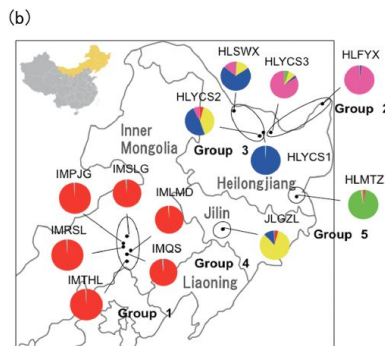 (b)
HLSWX
HLYCS3
HLFYX
HLYCS2
Group 2
Inner
Mongolia
Group 3
HLYCS1
IMPJG
IMSLG
Heilongjiang
HLMTZ
IMLMD
Jilin
JLGZL
Group 5
IMRSL
IMQS
Group 4
Liaoning
IMTHL
Group 1